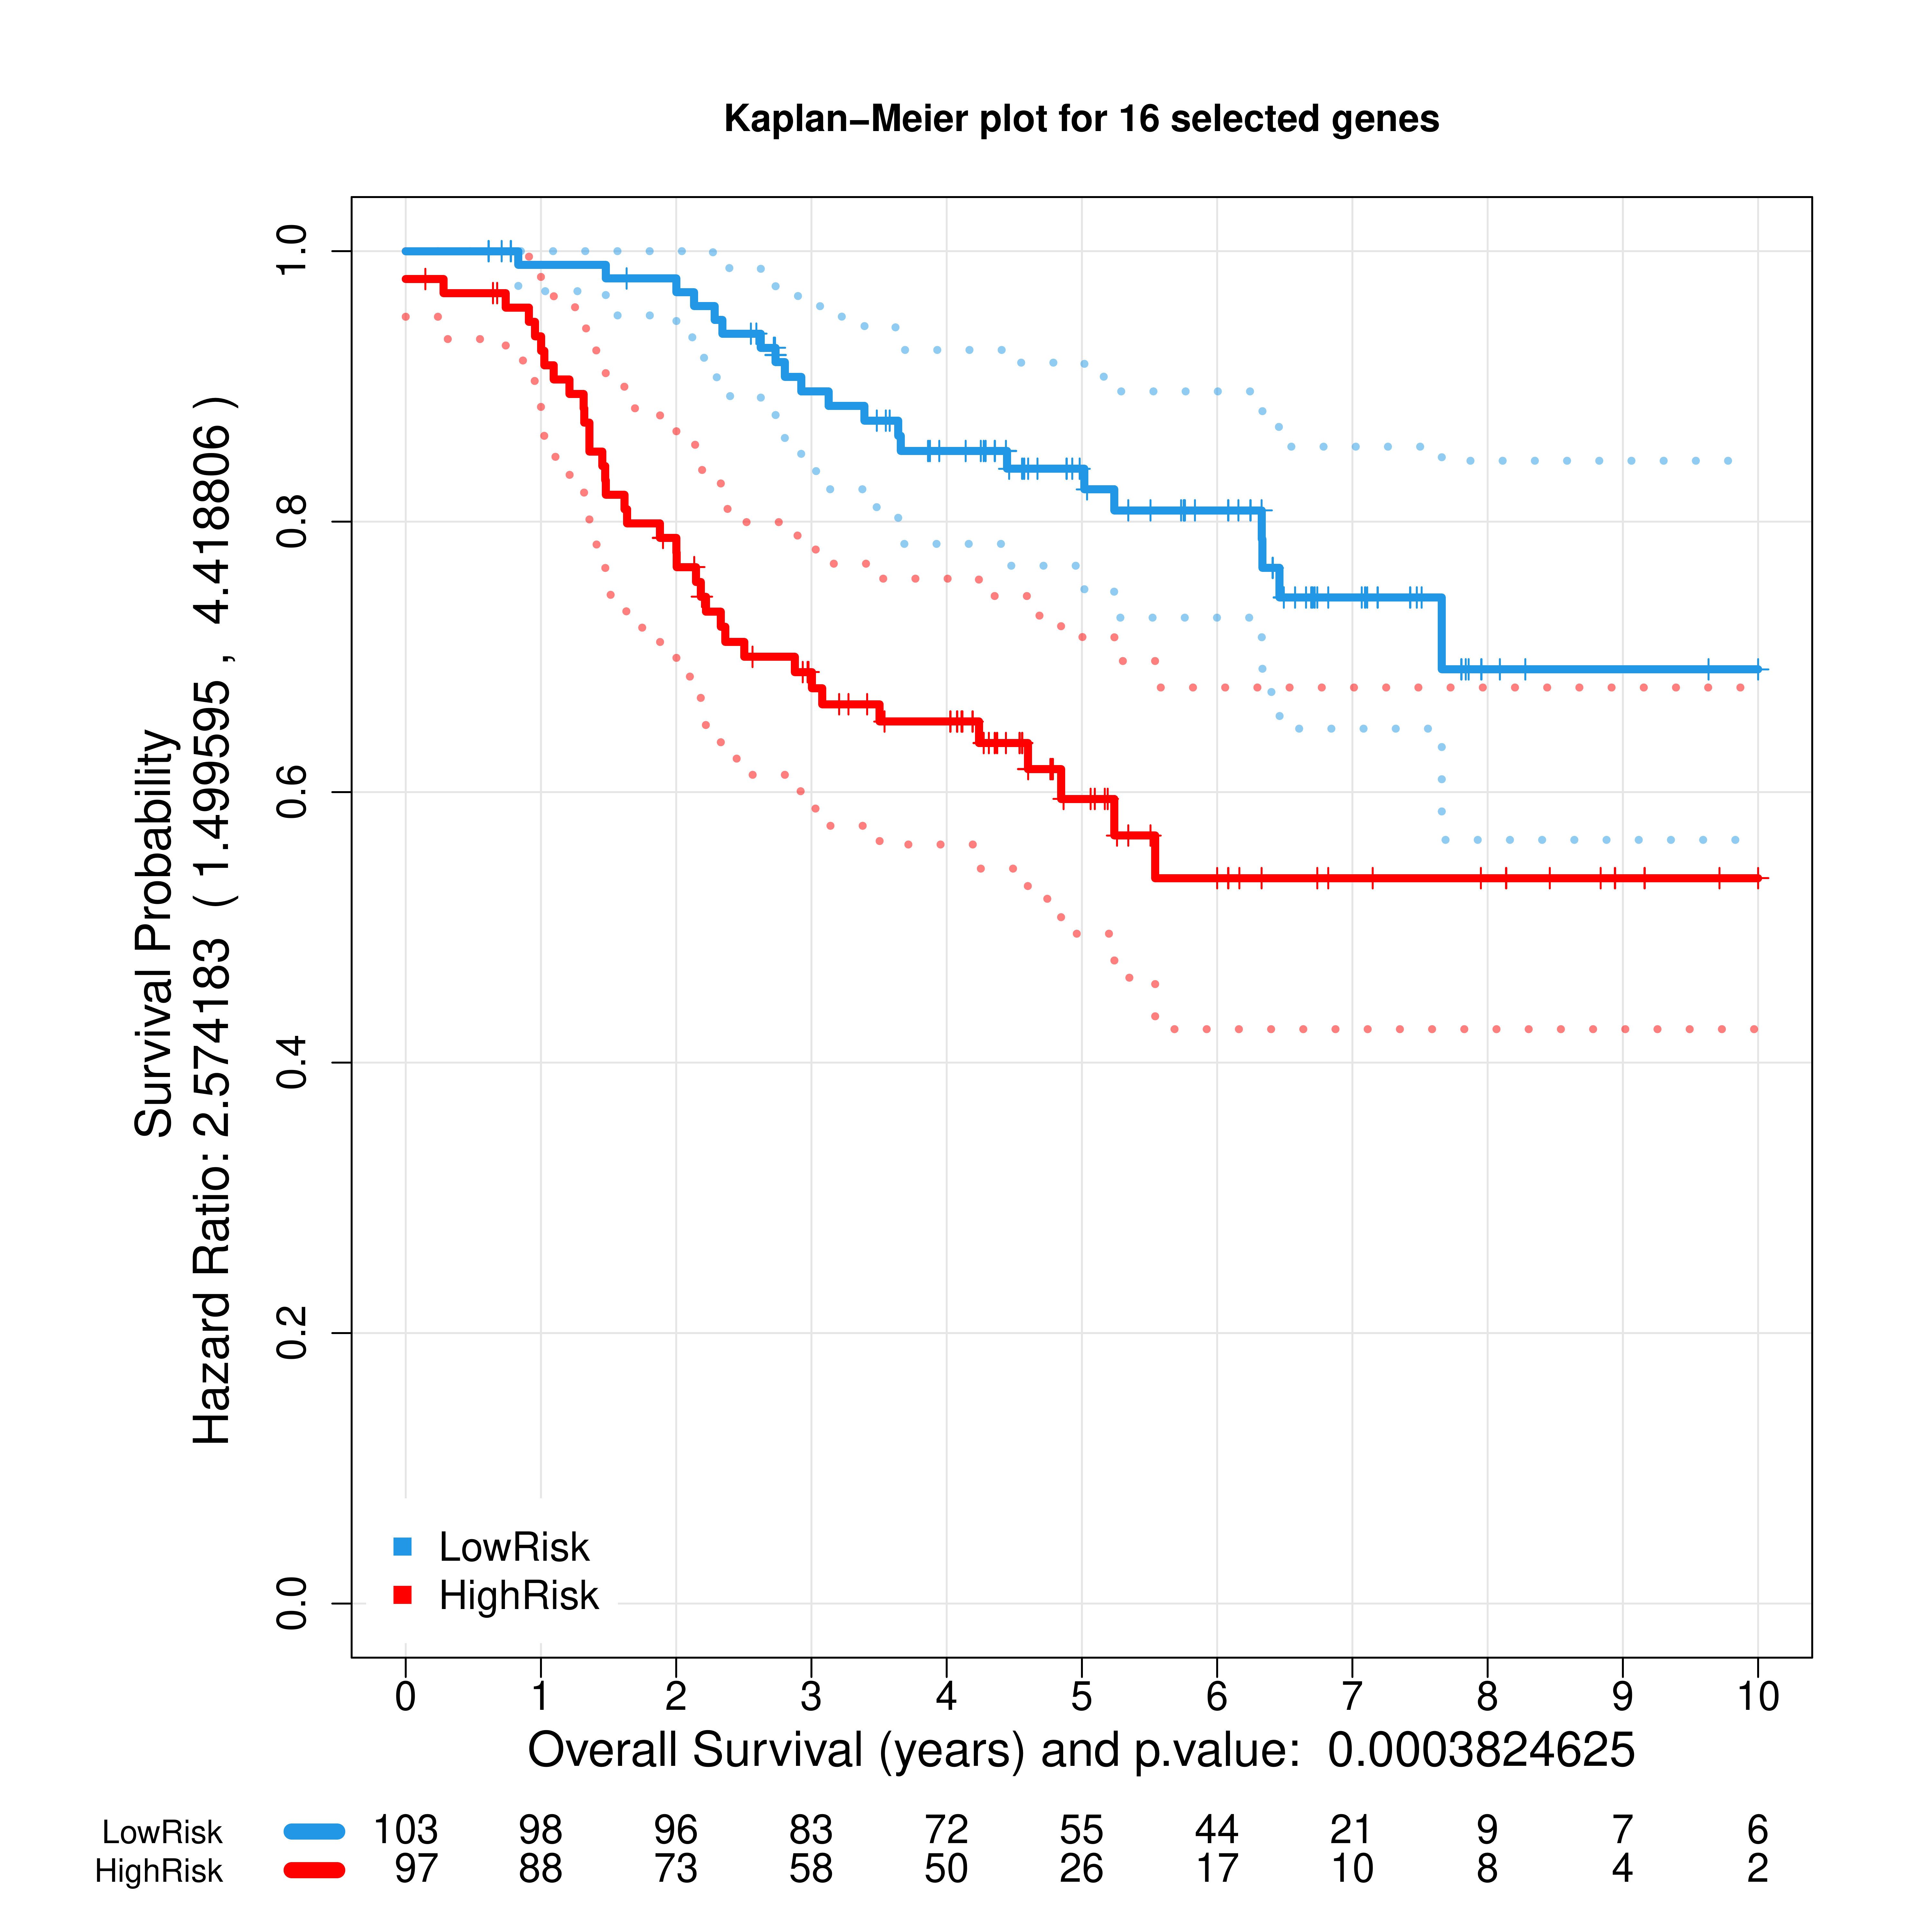 Kaplan−Meier plot for 16 selected genes
Survival Probability
Hazard Ratio: 2.574183 ( 1.499595 , 4.418806 )
1.0
0.8
0.6
0.4
0.2
0.0
LowRisk
HighRisk
0 1 2 3 4 5 6 7 8 9 10
Overall Survival (years) and p.value: 0.0003824625
LowRisk 103 98 96 83 72 55 44 21 9 7 6
HighRisk 97 88 73 58 50 26 17 10 8 4 2